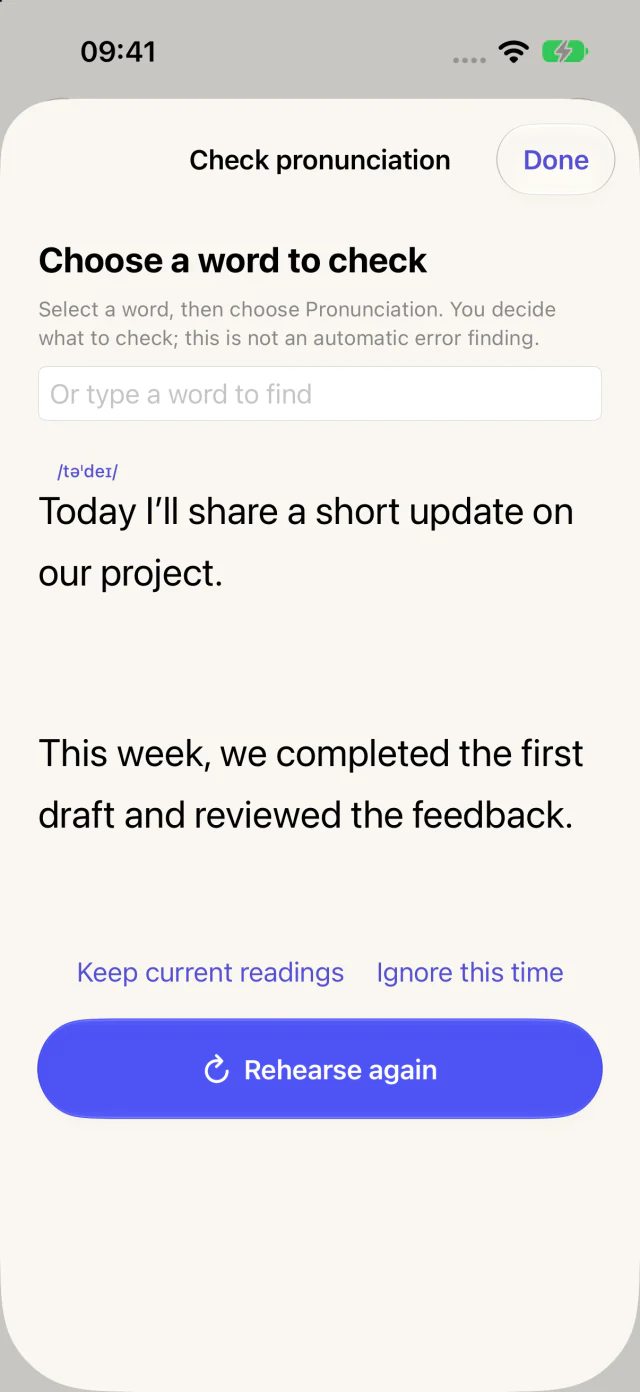 09:41
Check pronunciation
Done
Choose a word to check
Select a word, then choose Pronunciation. You decide
what to check; this is not an automatic error finding.
Or type a word to find
/tə'deɪ/
Today I’ll share a short update on
our project.
This week, we completed the first
draft and reviewed the feedback.
Keep current readings
Ignore this time
Rehearse again